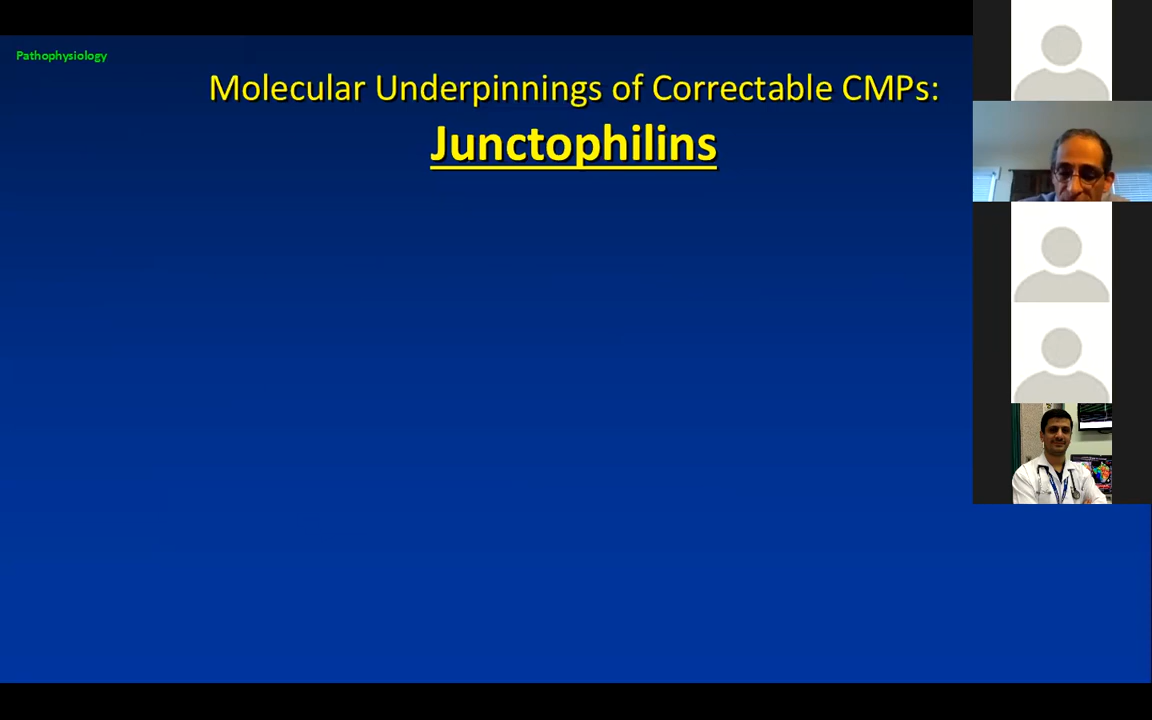 Pathophysiology
Molecular Underpinnings of Correctable CMPs:
Junctophilins